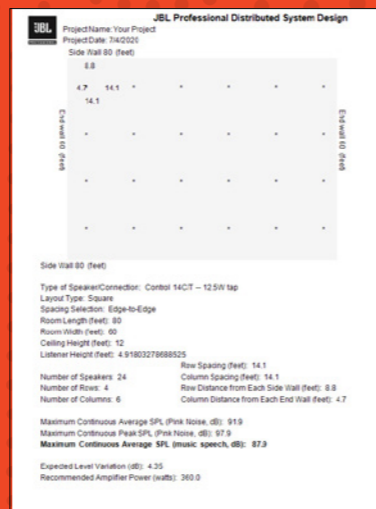 JBL Professional Distributed System Design
JBL
Project Name: Your Project
Project Date: 7/4/2020
Side Wall 80 (feet)
8.8
4.7 14.1
14.1
End wall 60 (feet)
End wall 60 (feet)
Side Wall 80 (feet)
Type of Speaker/Connection: Control 14C/T -- 12.5W tap
Layout Type: Square
Spacing Selection: Edge-to-Edge
Room Length (feet): 80
Room Width (feet): 60
Ceiling Height (feet): 12
Listener Height (feet): 4.91803278688525
Row Spacing (feet): 14.1
Number of Speakers: 24 Column Spacing (feet): 14.1
Number of Rows: 4 Row Distance from Each Side Wall (feet): 8.8
Number of Columns: 6 Column Distance from Each End Wall (feet): 4.7
Maximum Continuous Average SPL (Pink Noise, dB): 91.9
Maximum Continuous Peak SPL (Pink Noise, dB): 97.9
Maximum Continuous Average SPL (music speech, dB): 87.9
Expected Level Variation (dB): 4.35
Recommended Amplifier Power (watts): 360.0